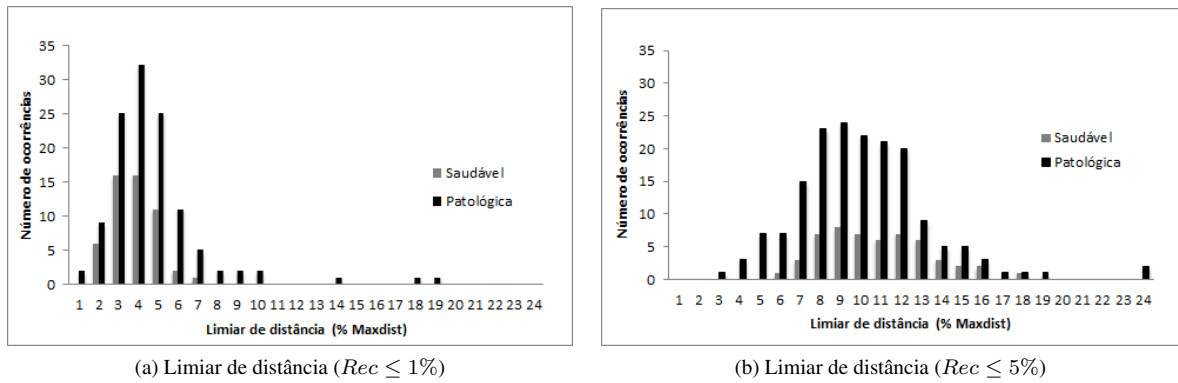 35
30
25
20
15
10
5
0
Número de ocorrências
Saudável
Patológica
1 2 3 4 5 6 7 8 9 10 11 12 13 14 15 16 17 18 19 20 21 22 23 24
Limiar de distância (% Maxdist)
(a) Limiar de distância (Rec ≤ 1%)
35
30
25
20
15
10
5
0
Número de ocorrências
Saudável
Patológica
1 2 3 4 5 6 7 8 9 10 11 12 13 14 15 16 17 18 19 20 21 22 23 24
Limiar de distância (% Maxdist)
(b) Limiar de distância (Rec ≤ 5%)